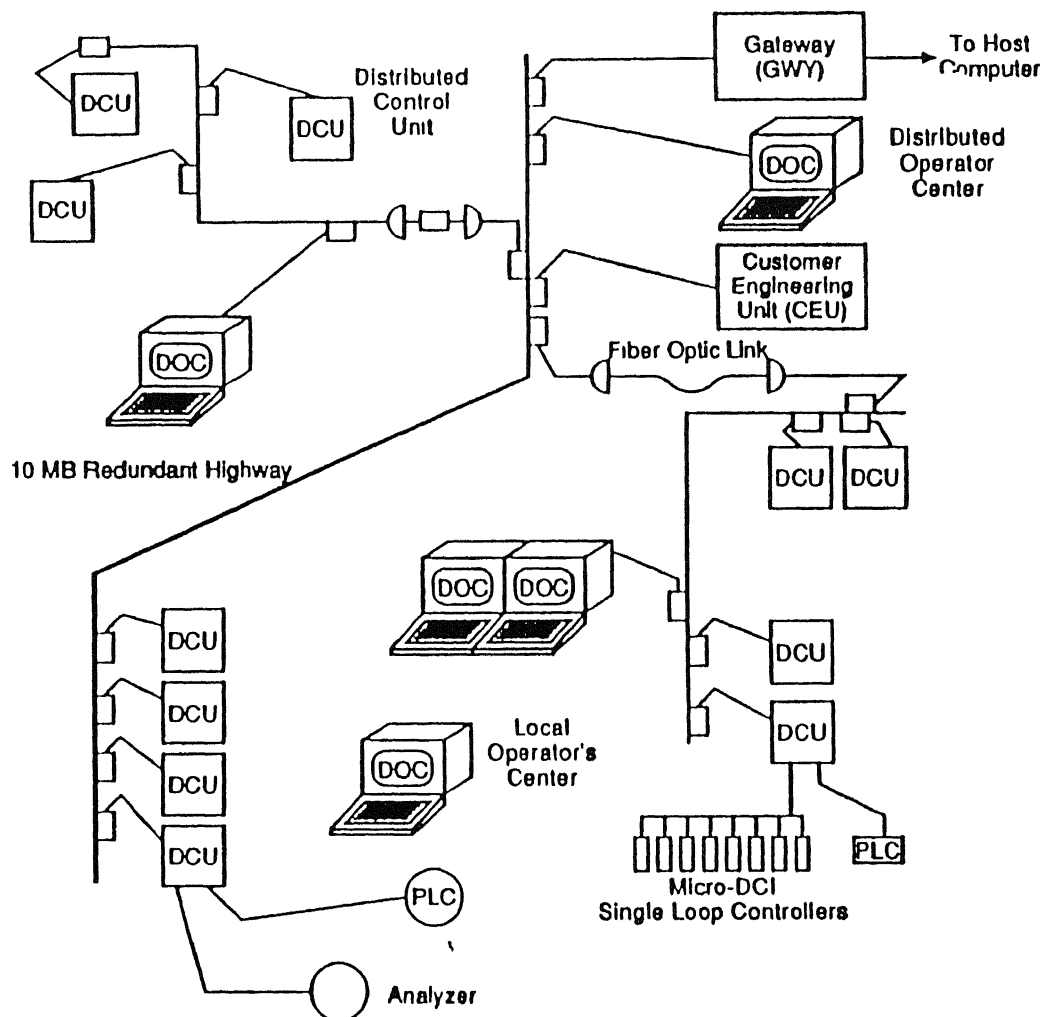 Gateway
(GWY)
To Host
Computer
DCU
DCU
Distributed
Control
Unit
DOC
Distributed
Operator
Center
DCU
Customer
Engineering
Unit (CEU)
DOC
Fiber Optic Link
10 MB Redundant Highway
DCU
DCU
DOC
DOC
DCU
DCU
DCU
DCU
Local
Operator's
Center
DOC
DCU
DCU
PLC
Micro-DCI
Single Loop Controllers
PLC
Analyzer